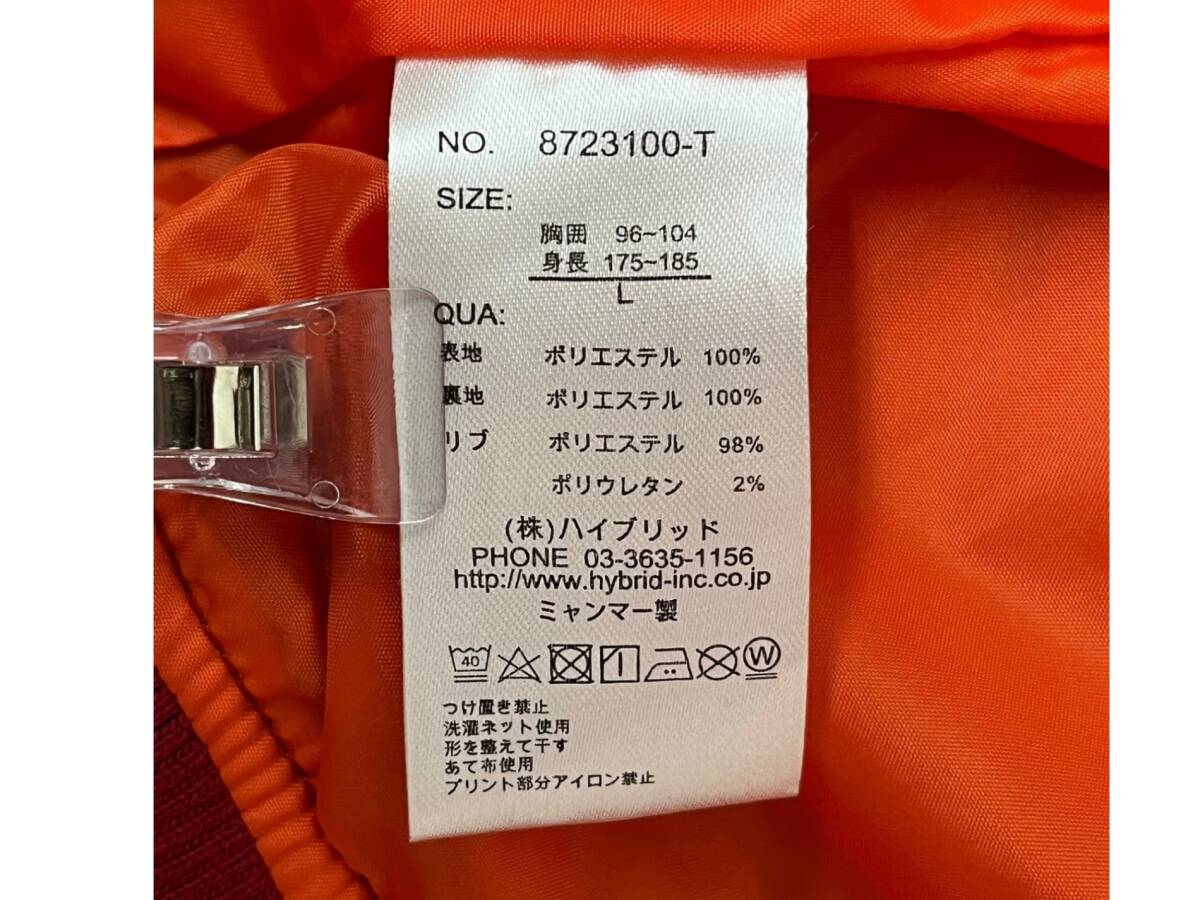 NO. 8723100-T
SIZE:
胸囲 96~104
身長 175~185
L
QUA:
表地 ポリエステル 100%
裏地 ポリエステル 100%
リブ ポリエステル 98%
ポリウレタン 2%
(株)ハイブリッド
PHONE 03-3635-1156
http://www.hybrid-inc.co.jp
ミャンマー製
40 W
つけ置き禁止
洗濯ネット使用
形を整えて干す
あて布使用
プリント部分アイロン禁止